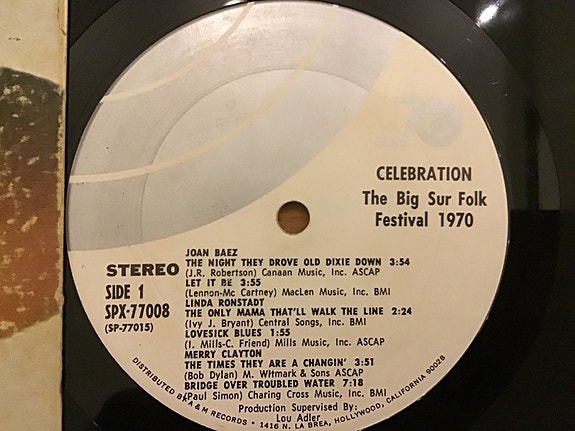 CELEBRATION
The Big Sur Folk
Festival 1970
STEREO
SIDE 1
SPX-77008
(SP-77015)
JOAN BAEZ
THE NIGHT THEY DROVE OLD DIXIE DOWN 3:54
(J.R. Robertson) Canaan Music, Inc. ASCAP
LET IT BE 3:55
(Lennon-Mc Cartney) MacLen Music, Inc. BMI
LINDA RONSTADT
THE ONLY MAMA THAT'LL WALK THE LINE 2:24
(Ivy J. Bryant) Central Songs, Inc. BMI
LOVESICK BLUES 1:55
(I. Mills-C. Friend) Mills Music, Inc. ASCAP
MERRY CLAYTON
THE TIMES THEY ARE A CHANGIN' 3:51
(Bob Dylan) M. Witmark & Sons ASCAP
BRIDGE OVER TROUBLED WATER 7:18
(Paul Simon) Charing Cross Music, Inc. BMI
Production Supervised By:
Lou Adler
DISTRIBUTED BY A & M RECORDS • 1416 N. LA BREA, HOLLYWOOD, CALIFORNIA 90028